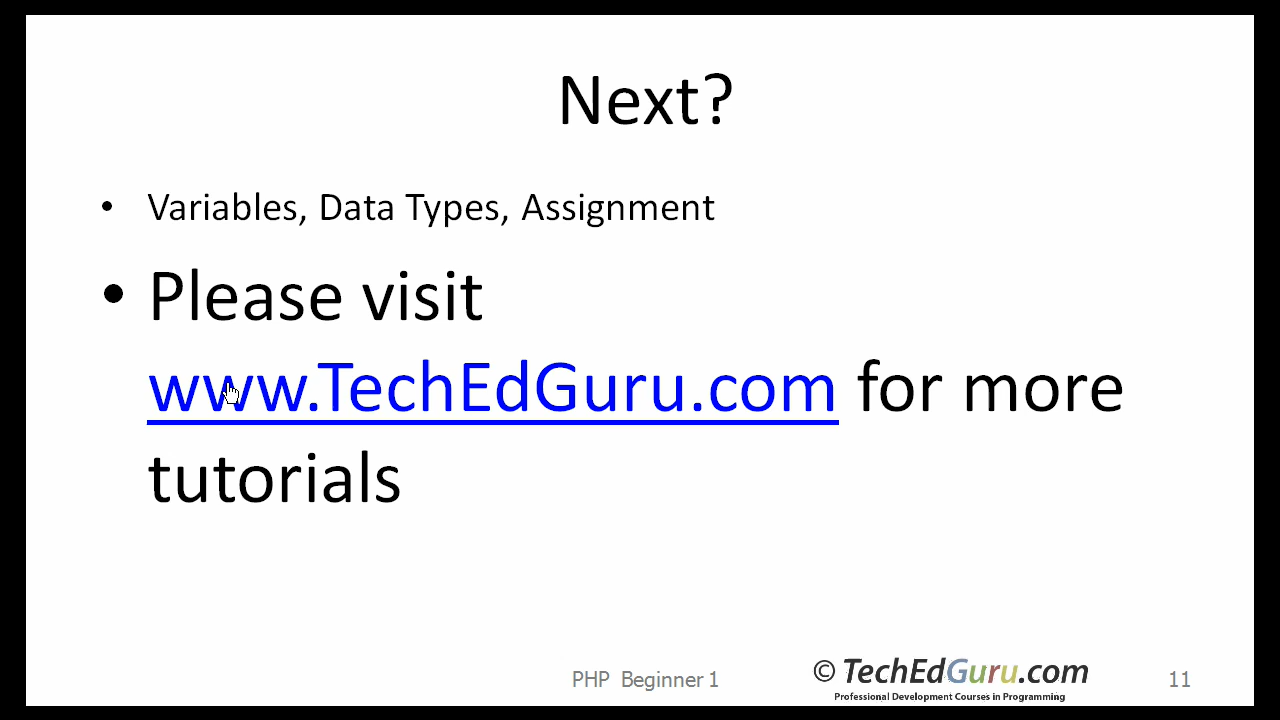 Next?
• Variables, Data Types, Assignment
• Please visit
www.TechEdGuru.com for more
tutorials
PHP Beginner 1
© TechEdGuru.com
Professional Development Courses in Programming
11